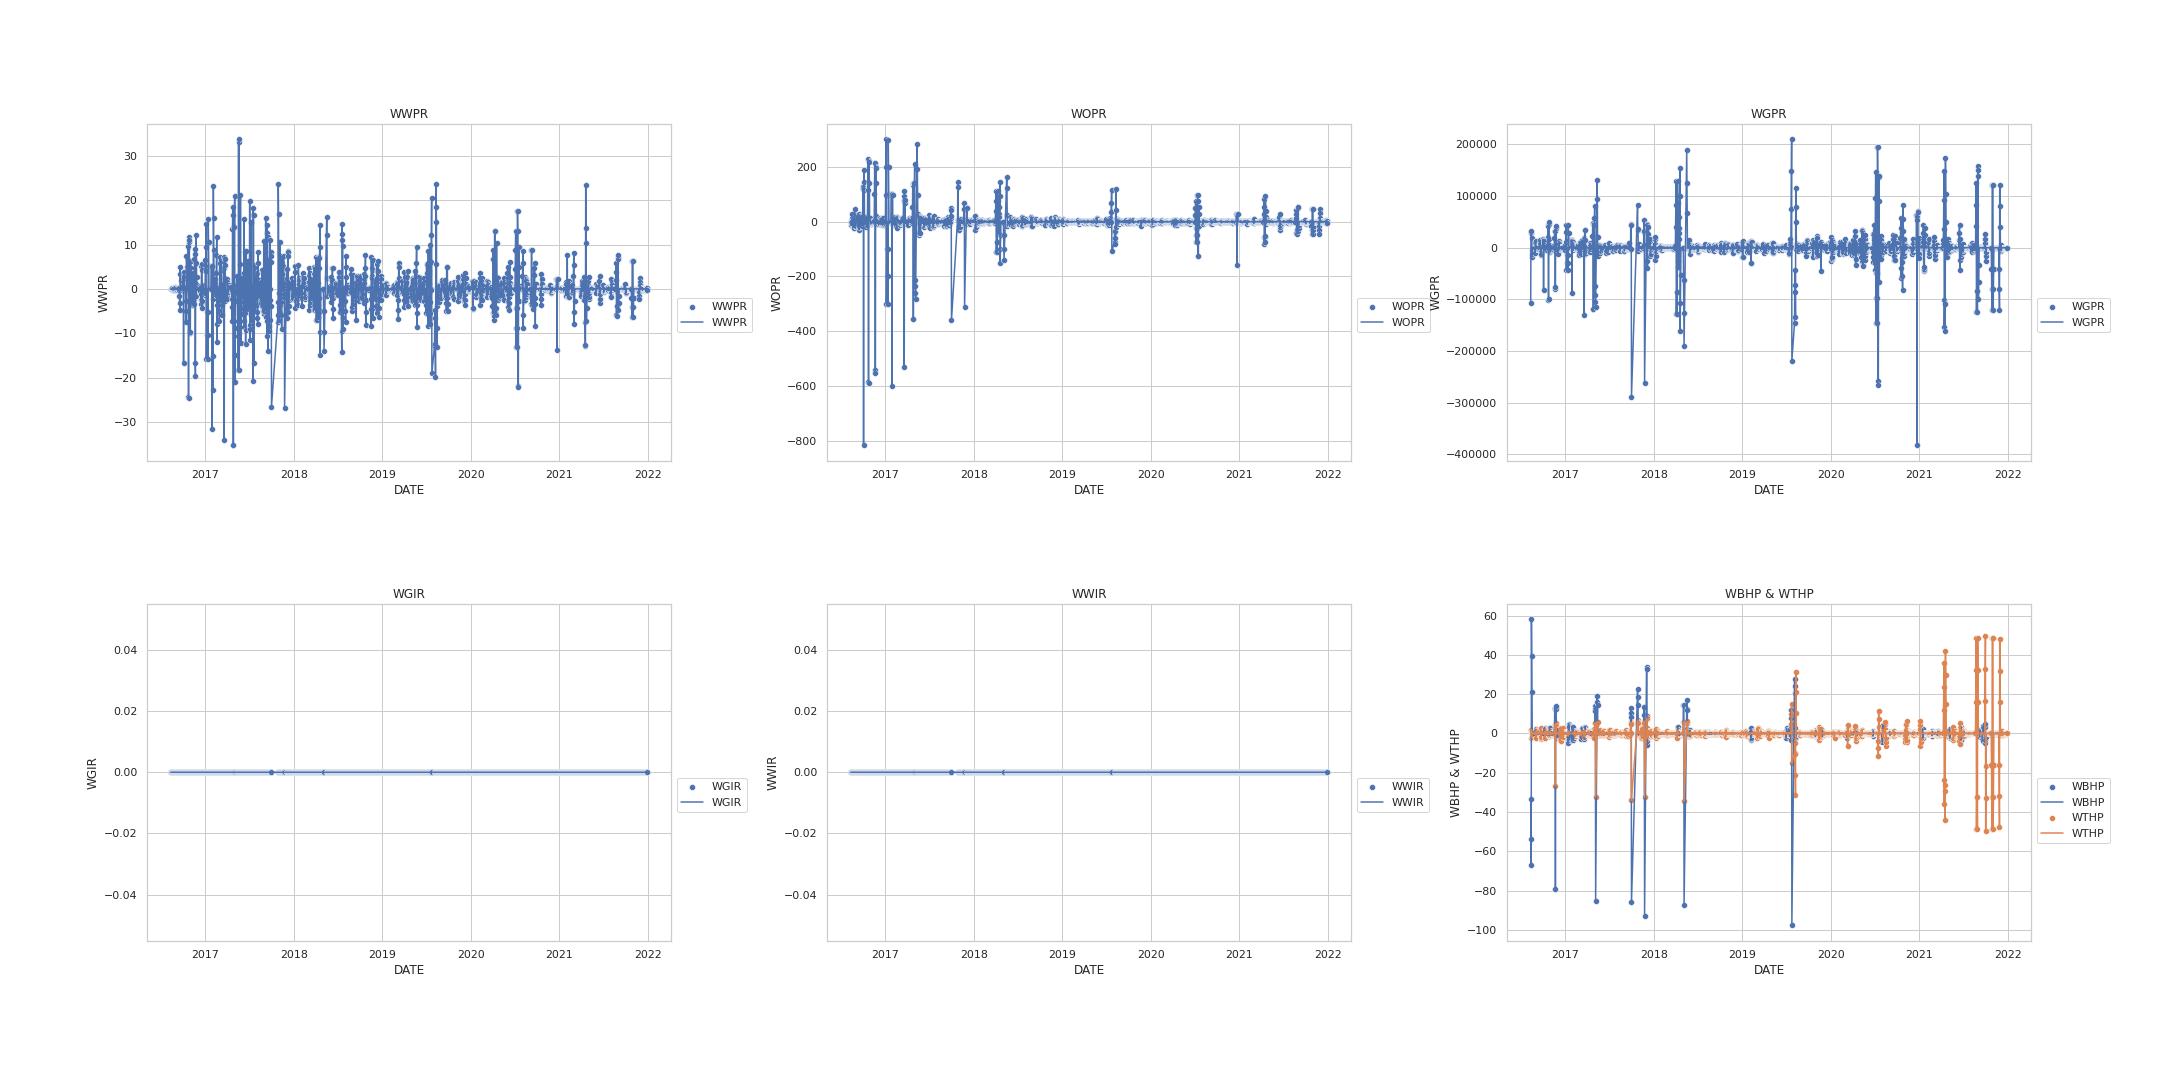 WWPR
30
20
10
0
−10
−20
−30
WWPR
2017 2018 2019 2020 2021 2022
DATE
WWPR
WWPR
WOPR
200
0
−200
−400
−600
−800
WOPR
2017 2018 2019 2020 2021 2022
DATE
WOPR
WOPR
WGPR
200000
100000
0
−100000
−200000
−300000
−400000
WGPR
2017 2018 2019 2020 2021 2022
DATE
WGPR
WGPR
WGIR
0.04
0.02
0.00
−0.02
−0.04
WGIR
2017 2018 2019 2020 2021 2022
DATE
WGIR
WGIR
WWIR
0.04
0.02
0.00
−0.02
−0.04
WWIR
2017 2018 2019 2020 2021 2022
DATE
WWIR
WWIR
WBHP & WTHP
60
40
20
0
−20
−40
−60
−80
−100
WBHP & WTHP
2017 2018 2019 2020 2021 2022
DATE
WBHP
WBHP
WTHP
WTHP